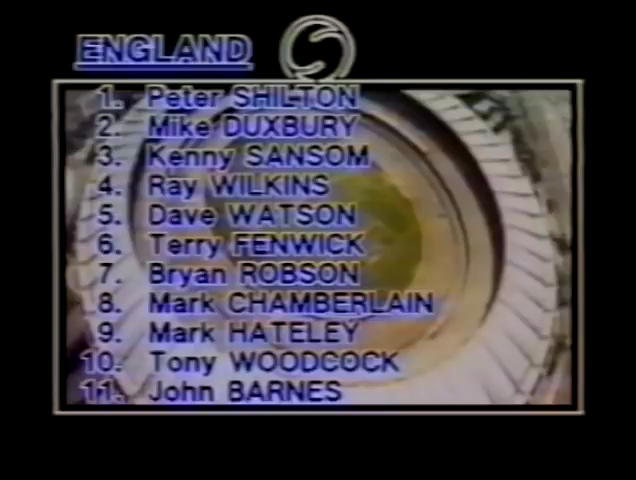 ENGLAND
1. Peter SHILTON
2. Mike DUXBURY
3. Kenny SANSOM
4. Ray WILKINS
5. Dave WATSON
6. Terry FENWICK
7. Bryan ROBSON
8. Mark CHAMBERLAIN
9. Mark HATELEY
10. Tony WOODCOCK
11. John BARNES